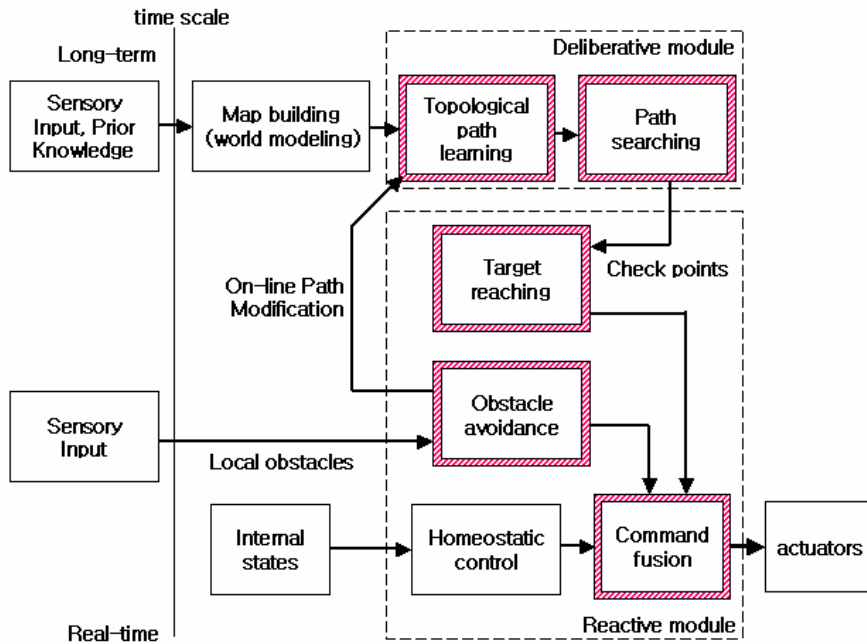 time scale
Long-term
Deliberative module
Sensory
Input, Prior
Knowledge
Map building
(world modeling)
Topological
path
learning
Path
searching
Target
reaching
Check points
On-line Path
Modification
Obstacle
avoidance
Sensory
Input
Local obstacles
Internal
states
Homeostatic
control
Command
fusion
actuators
Real-time
Reactive module